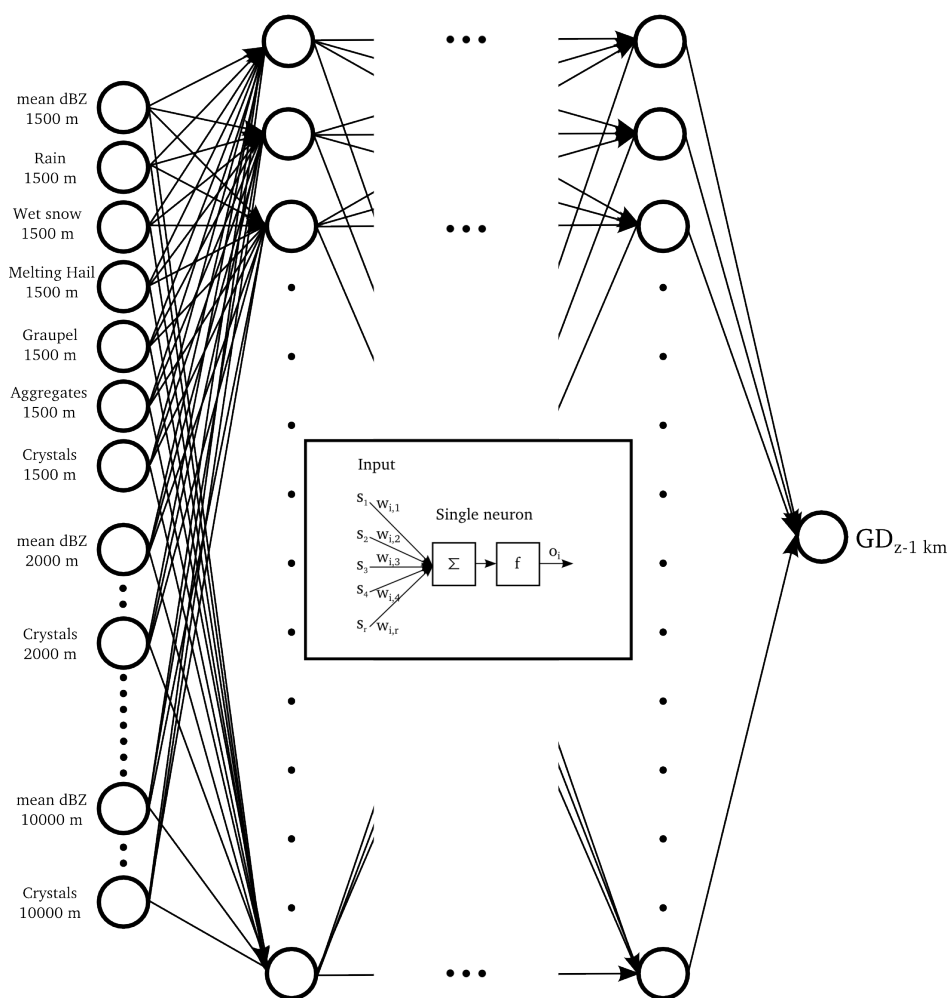 mean dBZ
1500 m
Rain
1500 m
Wet snow
1500 m
Melting Hail
1500 m
Graupel
1500 m
Aggregates
1500 m
Crystals
1500 m
mean dBZ
2000 m
Crystals
2000 m
mean dBZ
10000 m
Crystals
10000 m
Input
Single neuron
s1 wi,1
s2 wi,2
s3 wi,3
s4 wi,4
sr wi,r
Σ
f
oi
GDz-1 km